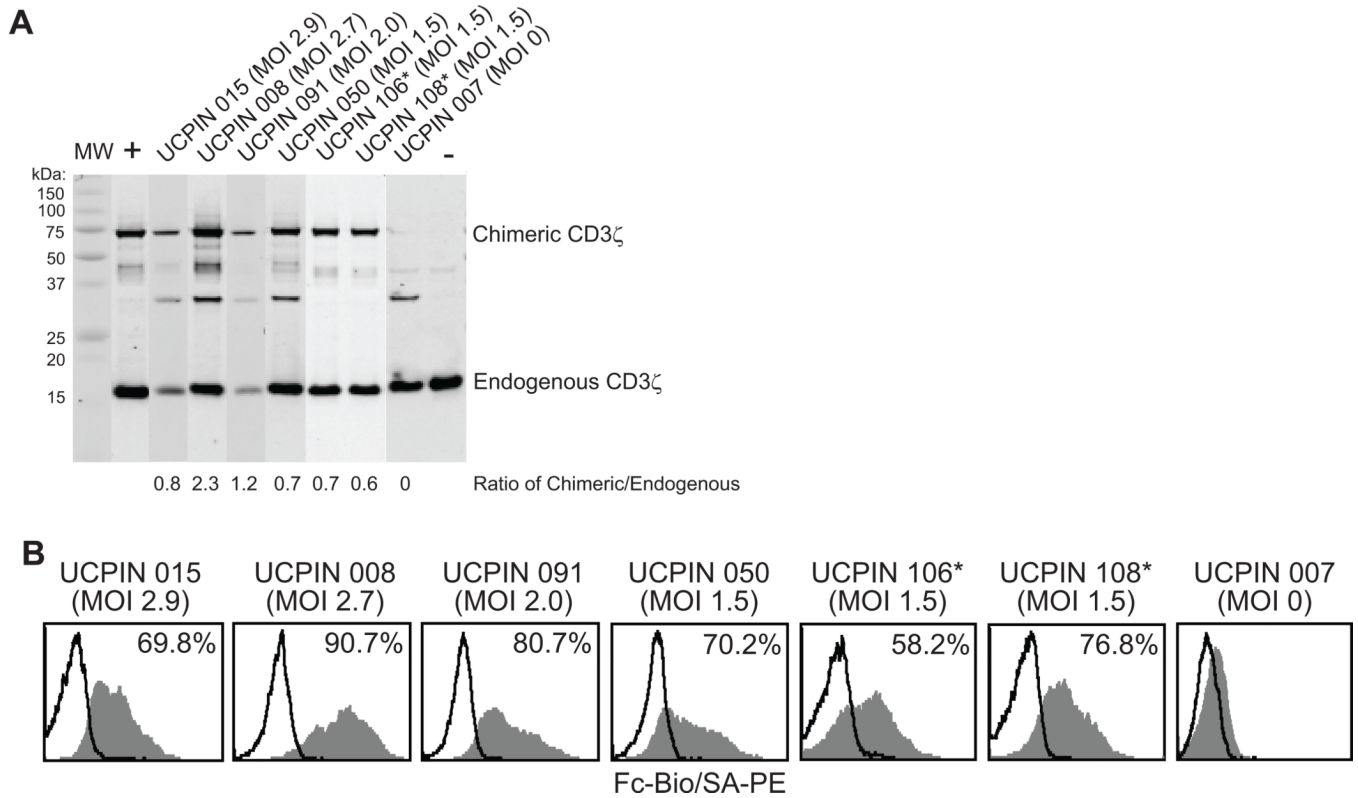 A
UCPIN 015 (MOI 2.9)
UCPIN 008 (MOI 2.7)
UCPIN 091 (MOI 2.0)
UCPIN 050 (MOI 1.5)
UCPIN 106* (MOI 1.5)
UCPIN 108* (MOI 1.5)
UCPIN 007 (MOI 0)
MW + -
kDa:
150
100
75
50
37
25
20
15
Chimeric CD3ζ
Endogenous CD3ζ
0.8 2.3 1.2 0.7 0.7 0.6 0 Ratio of Chimeric/Endogenous
B
UCPIN 015
(MOI 2.9)
69.8%
UCPIN 008
(MOI 2.7)
90.7%
UCPIN 091
(MOI 2.0)
80.7%
UCPIN 050
(MOI 1.5)
70.2%
UCPIN 106*
(MOI 1.5)
58.2%
UCPIN 108*
(MOI 1.5)
76.8%
UCPIN 007
(MOI 0)
Fc-Bio/SA-PE